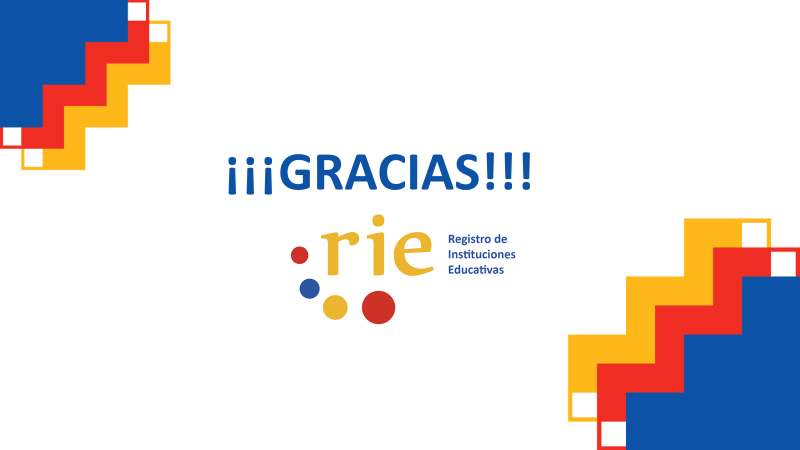 ¡¡¡GRACIAS!!!
rie
Registro de
Instituciones
Educativas